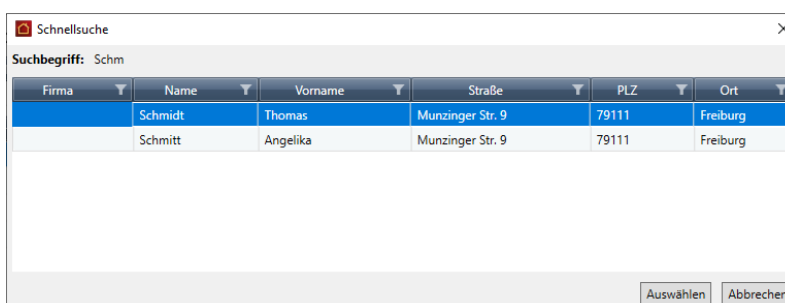 Schnellsuche
Suchbegriff: Schm
Firma Name Vorname Straße PLZ Ort
Schmidt Thomas Munzinger Str. 9 79111 Freiburg
Schmitt Angelika Munzinger Str. 9 79111 Freiburg
Auswählen Abbrechen